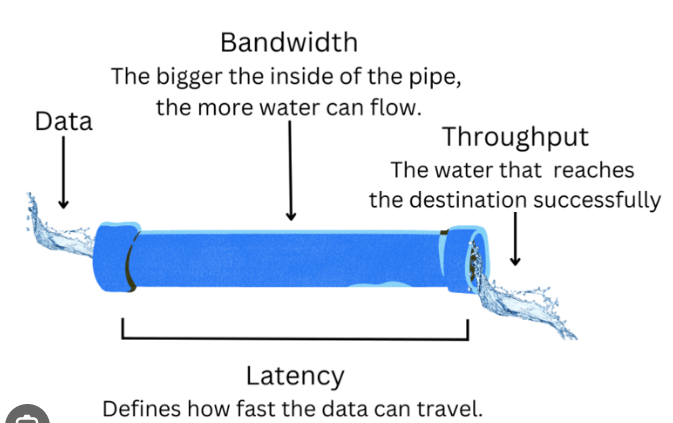 Bandwidth
The bigger the inside of the pipe,
the more water can flow.
Data
Throughput
The water that reaches
the destination successfully
Latency
Defines how fast the data can travel.